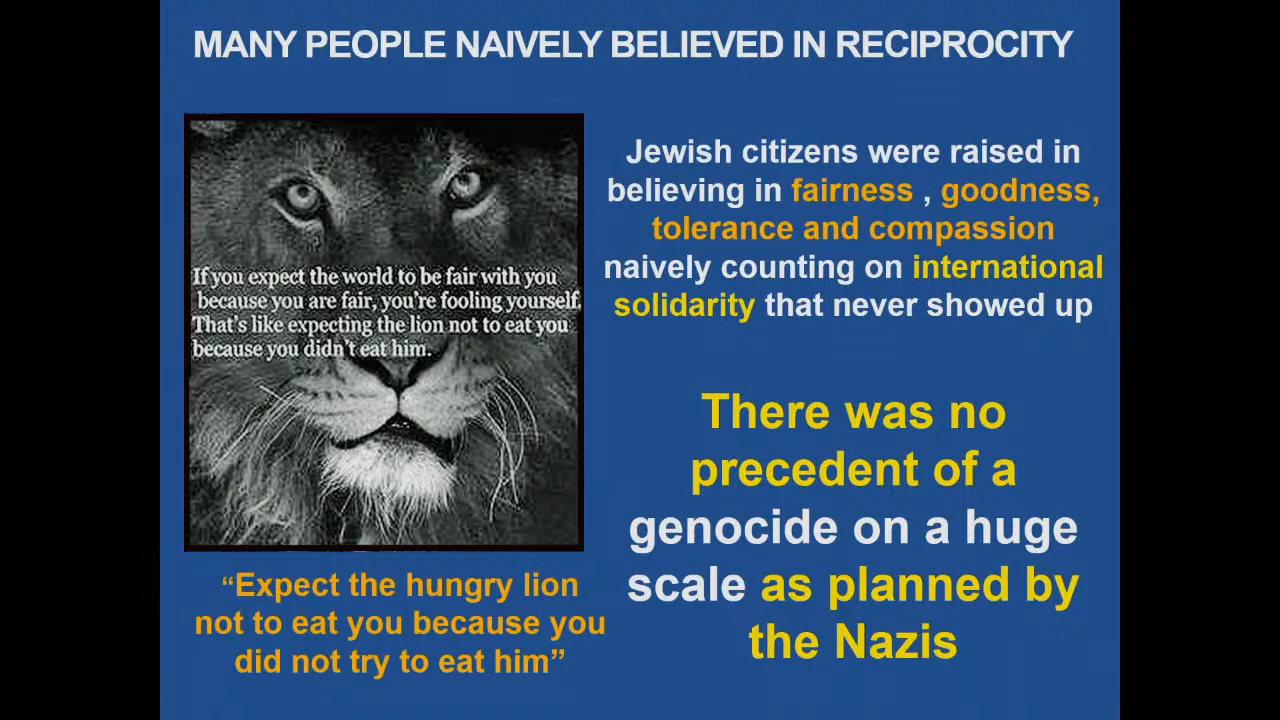 MANY PEOPLE NAIVELY BELIEVED IN RECIPROCITY
If you expect the world to be fair with you
because you are fair, you're fooling yourself.
That's like expecting the lion not to eat you
because you didn't eat him.
“Expect the hungry lion
not to eat you because you
did not try to eat him”
Jewish citizens were raised in
believing in fairness , goodness,
tolerance and compassion
naively counting on international
solidarity that never showed up
There was no
precedent of a
genocide on a huge
scale as planned by
the Nazis